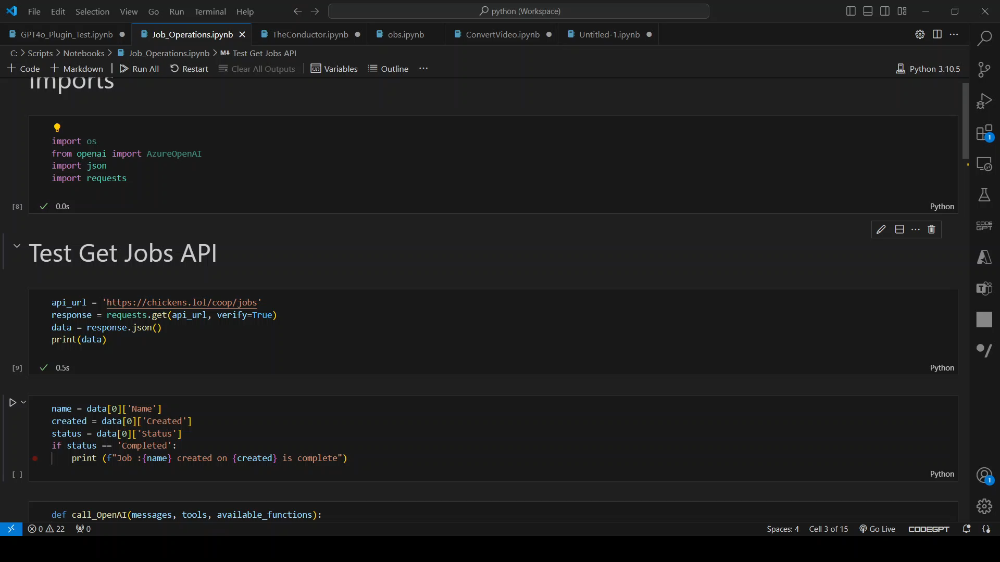 File Edit Selection View Go Run Terminal Help python (Workspace)
GPT4o_Plugin_Test.ipynb Job_Operations.ipynb TheConductor.ipynb obs.ipynb ConvertVideo.ipynb Untitled-1.ipynb
C: > Scripts > Notebooks > Job_Operations.ipynb > M↓ Test Get Jobs API
+ Code + Markdown | Run All Restart Clear All Outputs | Variables Outline ... Python 3.10.5
Imports
import os
from openai import AzureOpenAI
import json
import requests
[8] ✓ 0.0s Python
Test Get Jobs API
api_url = 'https://chickens.lol/coop/jobs'
response = requests.get(api_url, verify=True)
data = response.json()
print(data)
[9] ✓ 0.5s Python
name = data[0]['Name']
created = data[0]['Created']
status = data[0]['Status']
if status == 'Completed':
    print (f"Job :{name} created on {created} is complete")
[ ] Python
def call_OpenAI(messages, tools, available_functions):
0 22 0 Spaces: 4 Cell 3 of 15 Go Live CODEGPT
1
CODE
GPT
T
1